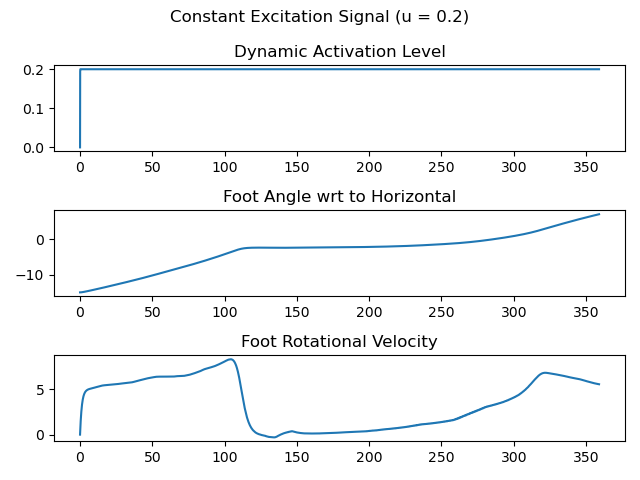 Constant Excitation Signal (u = 0.2)
Dynamic Activation Level
0.2
0.1
0.0
0 50 100 150 200 250 300 350
Foot Angle wrt to Horizontal
0
−10
0 50 100 150 200 250 300 350
Foot Rotational Velocity
5
0
0 50 100 150 200 250 300 350